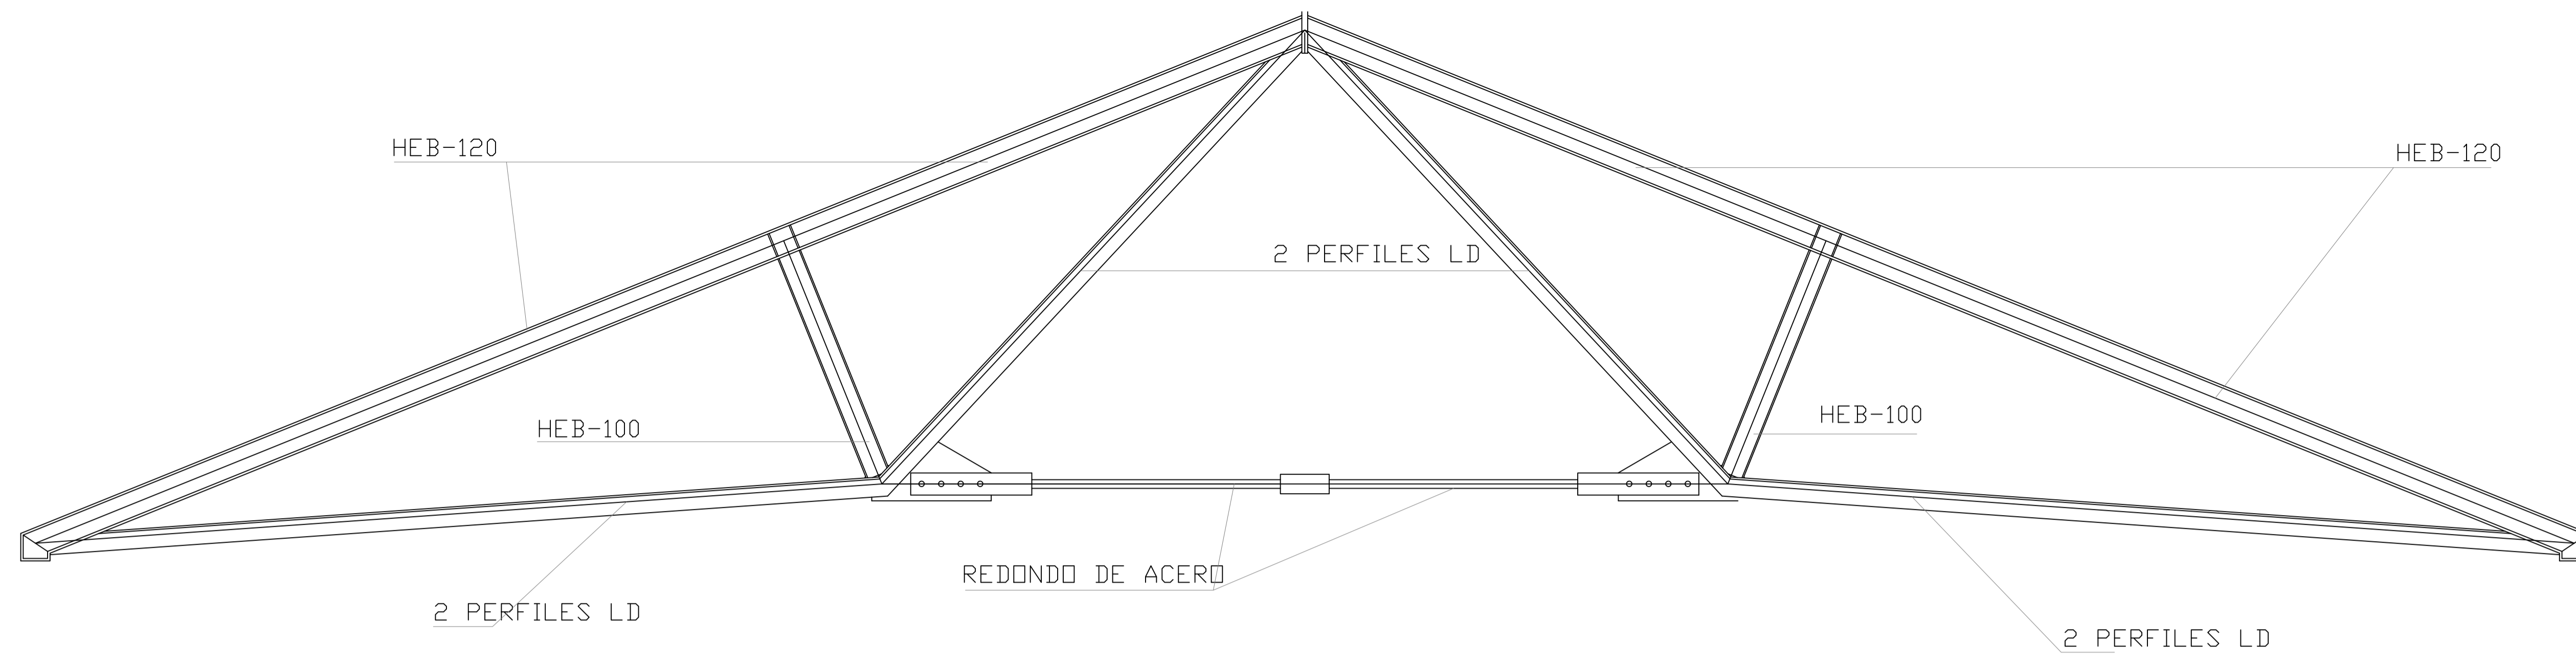 HEB-120
HEB-120
2 PERFILES LD
HEB-100
HEB-100
REDONDO DE ACERO
2 PERFILES LD
2 PERFILES LD